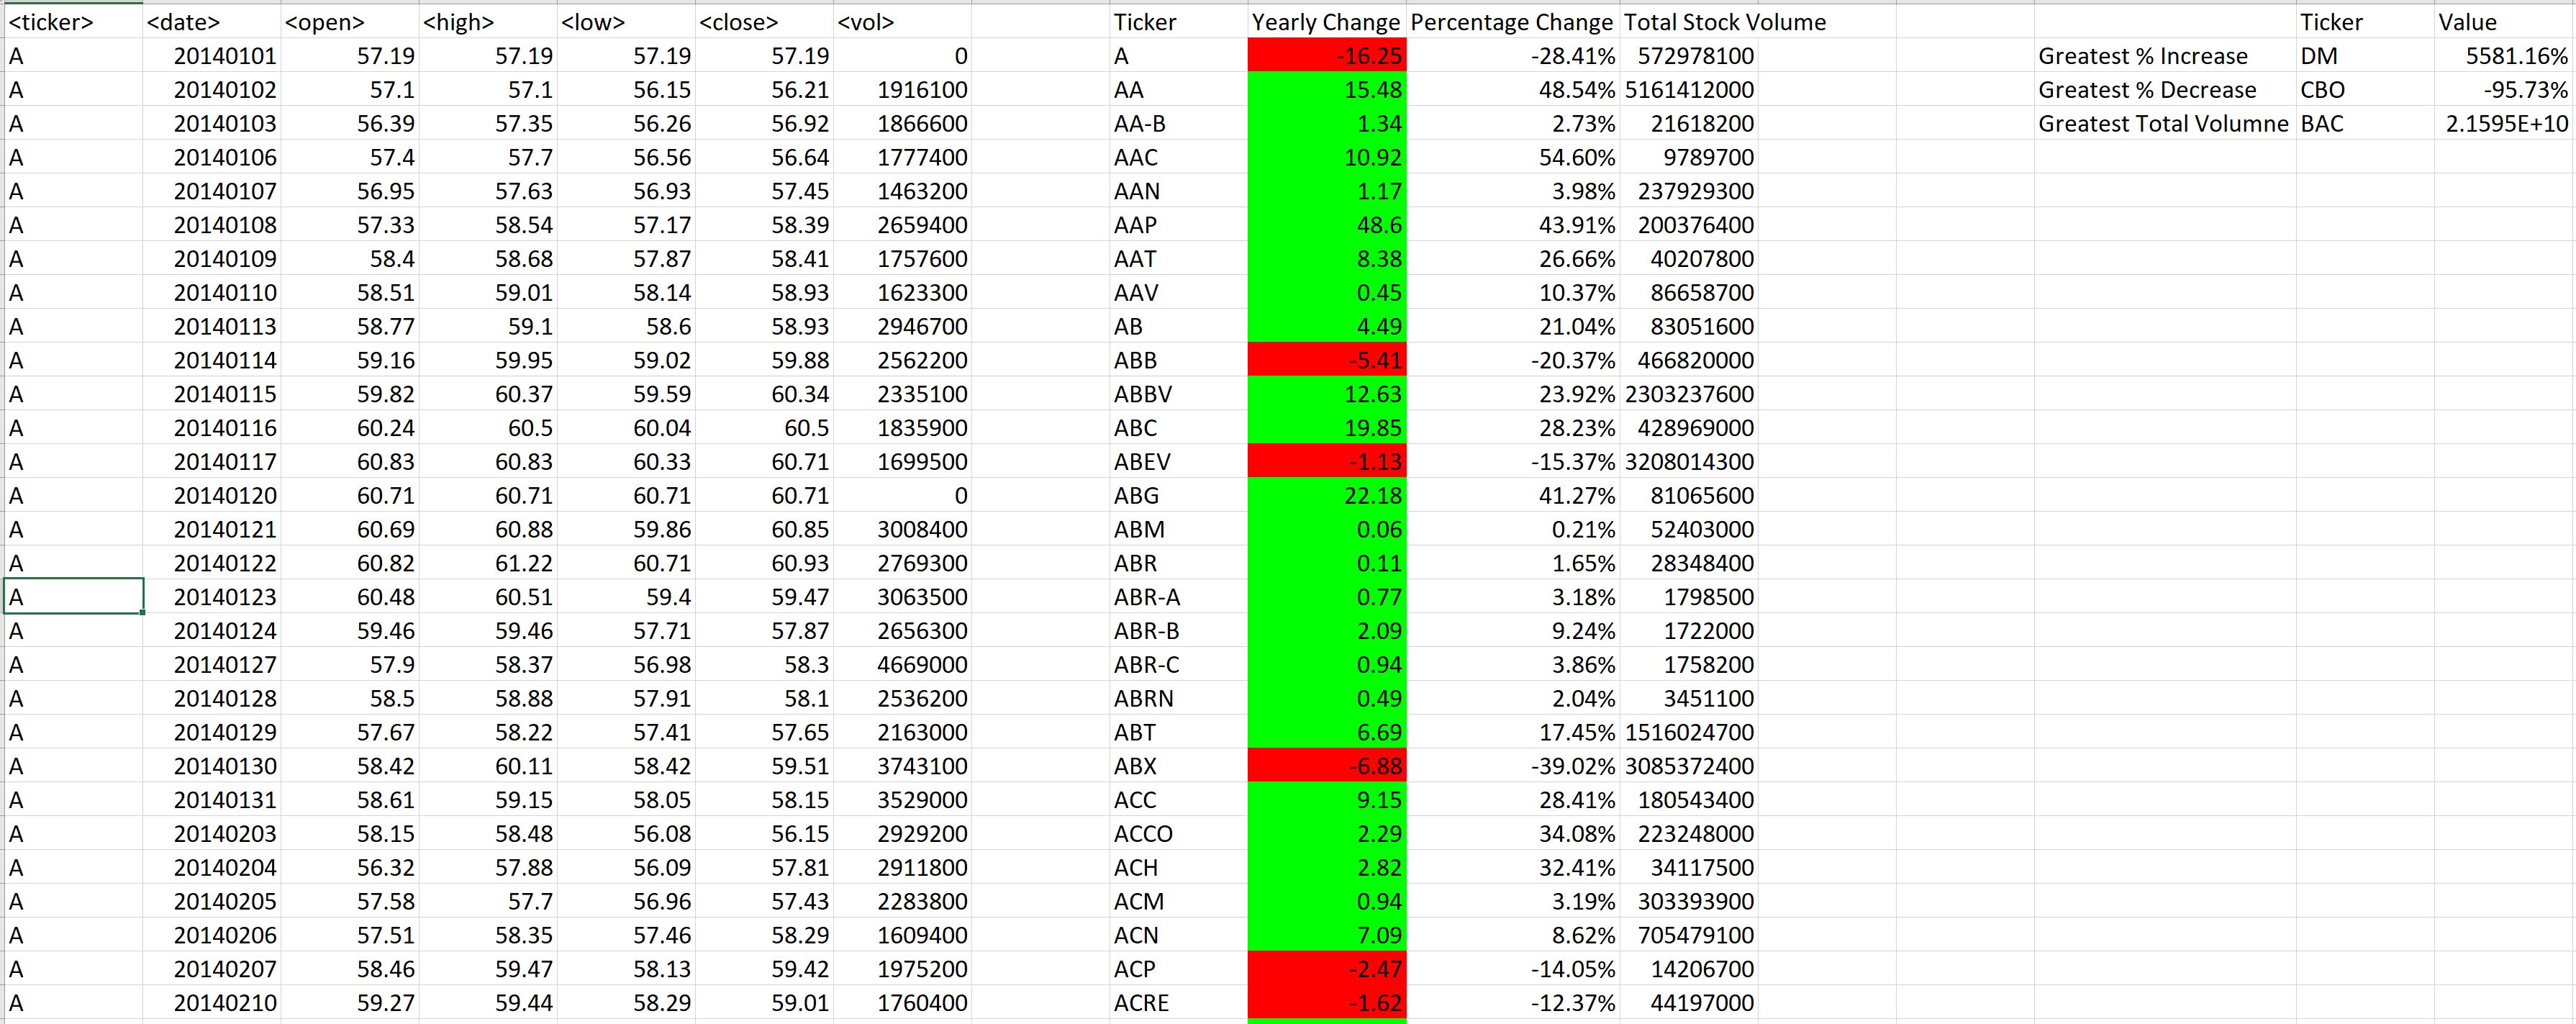 <ticker> <date> <open> <high> <low> <close> <vol> Ticker Yearly Change Percentage Change Total Stock Volume Ticker Value
A 20140101 57.19 57.19 57.19 57.19 0 A -16.25 -28.41% 572978100 Greatest % Increase DM 5581.16%
A 20140102 57.1 57.1 56.15 56.21 1916100 AA 15.48 48.54% 5161412000 Greatest % Decrease CBO -95.73%
A 20140103 56.39 57.35 56.26 56.92 1866600 AA-B 1.34 2.73% 21618200 Greatest Total Volumne BAC 2.1595E+10
A 20140106 57.4 57.7 56.56 56.64 1777400 AAC 10.92 54.60% 9789700
A 20140107 56.95 57.63 56.93 57.45 1463200 AAN 1.17 3.98% 237929300
A 20140108 57.33 58.54 57.17 58.39 2659400 AAP 48.6 43.91% 200376400
A 20140109 58.4 58.68 57.87 58.41 1757600 AAT 8.38 26.66% 40207800
A 20140110 58.51 59.01 58.14 58.93 1623300 AAV 0.45 10.37% 86658700
A 20140113 58.77 59.1 58.6 58.93 2946700 AB 4.49 21.04% 83051600
A 20140114 59.16 59.95 59.02 59.88 2562200 ABB -5.41 -20.37% 466820000
A 20140115 59.82 60.37 59.59 60.34 2335100 ABBV 12.63 23.92% 2303237600
A 20140116 60.24 60.5 60.04 60.5 1835900 ABC 19.85 28.23% 428969000
A 20140117 60.83 60.83 60.33 60.71 1699500 ABEV -1.13 -15.37% 3208014300
A 20140120 60.71 60.71 60.71 60.71 0 ABG 22.18 41.27% 81065600
A 20140121 60.69 60.88 59.86 60.85 3008400 ABM 0.06 0.21% 52403000
A 20140122 60.82 61.22 60.71 60.93 2769300 ABR 0.11 1.65% 28348400
A 20140123 60.48 60.51 59.4 59.47 3063500 ABR-A 0.77 3.18% 1798500
A 20140124 59.46 59.46 57.71 57.87 2656300 ABR-B 2.09 9.24% 1722000
A 20140127 57.9 58.37 56.98 58.3 4669000 ABR-C 0.94 3.86% 1758200
A 20140128 58.5 58.88 57.91 58.1 2536200 ABRN 0.49 2.04% 3451100
A 20140129 57.67 58.22 57.41 57.65 2163000 ABT 6.69 17.45% 1516024700
A 20140130 58.42 60.11 58.42 59.51 3743100 ABX -6.88 -39.02% 3085372400
A 20140131 58.61 59.15 58.05 58.15 3529000 ACC 9.15 28.41% 180543400
A 20140203 58.15 58.48 56.08 56.15 2929200 ACCO 2.29 34.08% 223248000
A 20140204 56.32 57.88 56.09 57.81 2911800 ACH 2.82 32.41% 34117500
A 20140205 57.58 57.7 56.96 57.43 2283800 ACM 0.94 3.19% 303393900
A 20140206 57.51 58.35 57.46 58.29 1609400 ACN 7.09 8.62% 705479100
A 20140207 58.46 59.47 58.13 59.42 1975200 ACP -2.47 -14.05% 14206700
A 20140210 59.27 59.44 58.29 59.01 1760400 ACRE -1.62 -12.37% 44197000